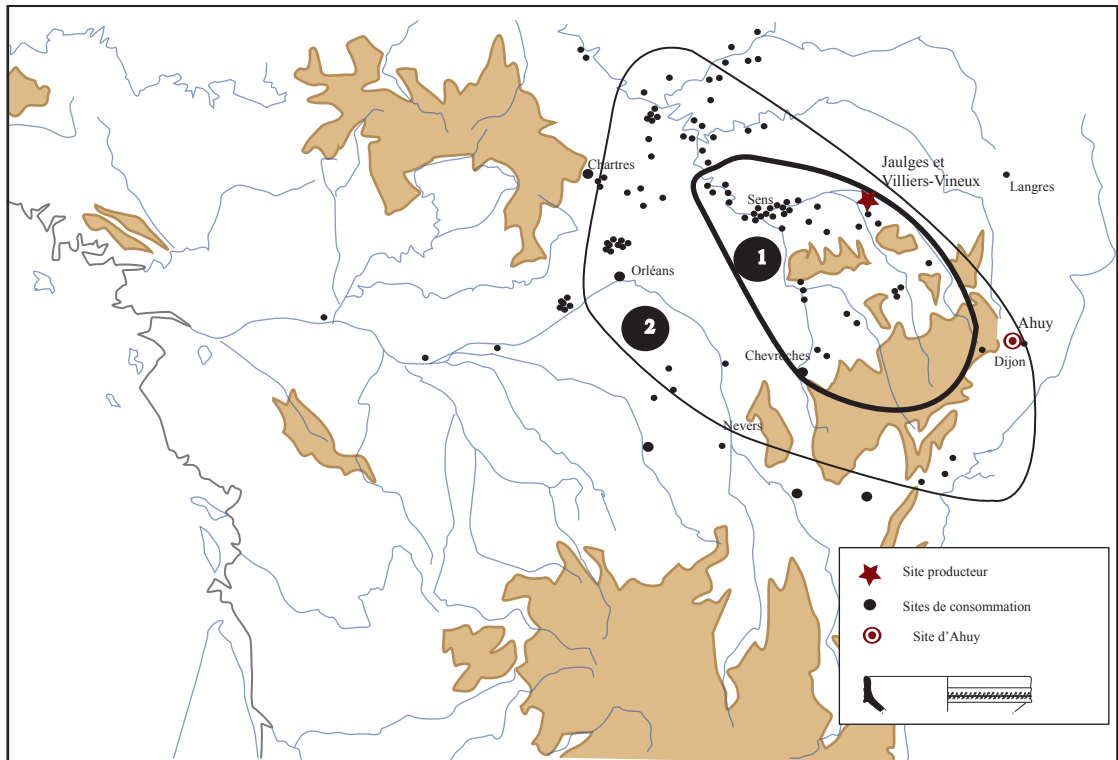 Chartres
Jaulges et
Villiers-Vineux
Langres
Sens
1
Orléans
2
Ahuy
Dijon
Chevroches
Nevers
Site producteur
Sites de consommation
Site d'Ahuy